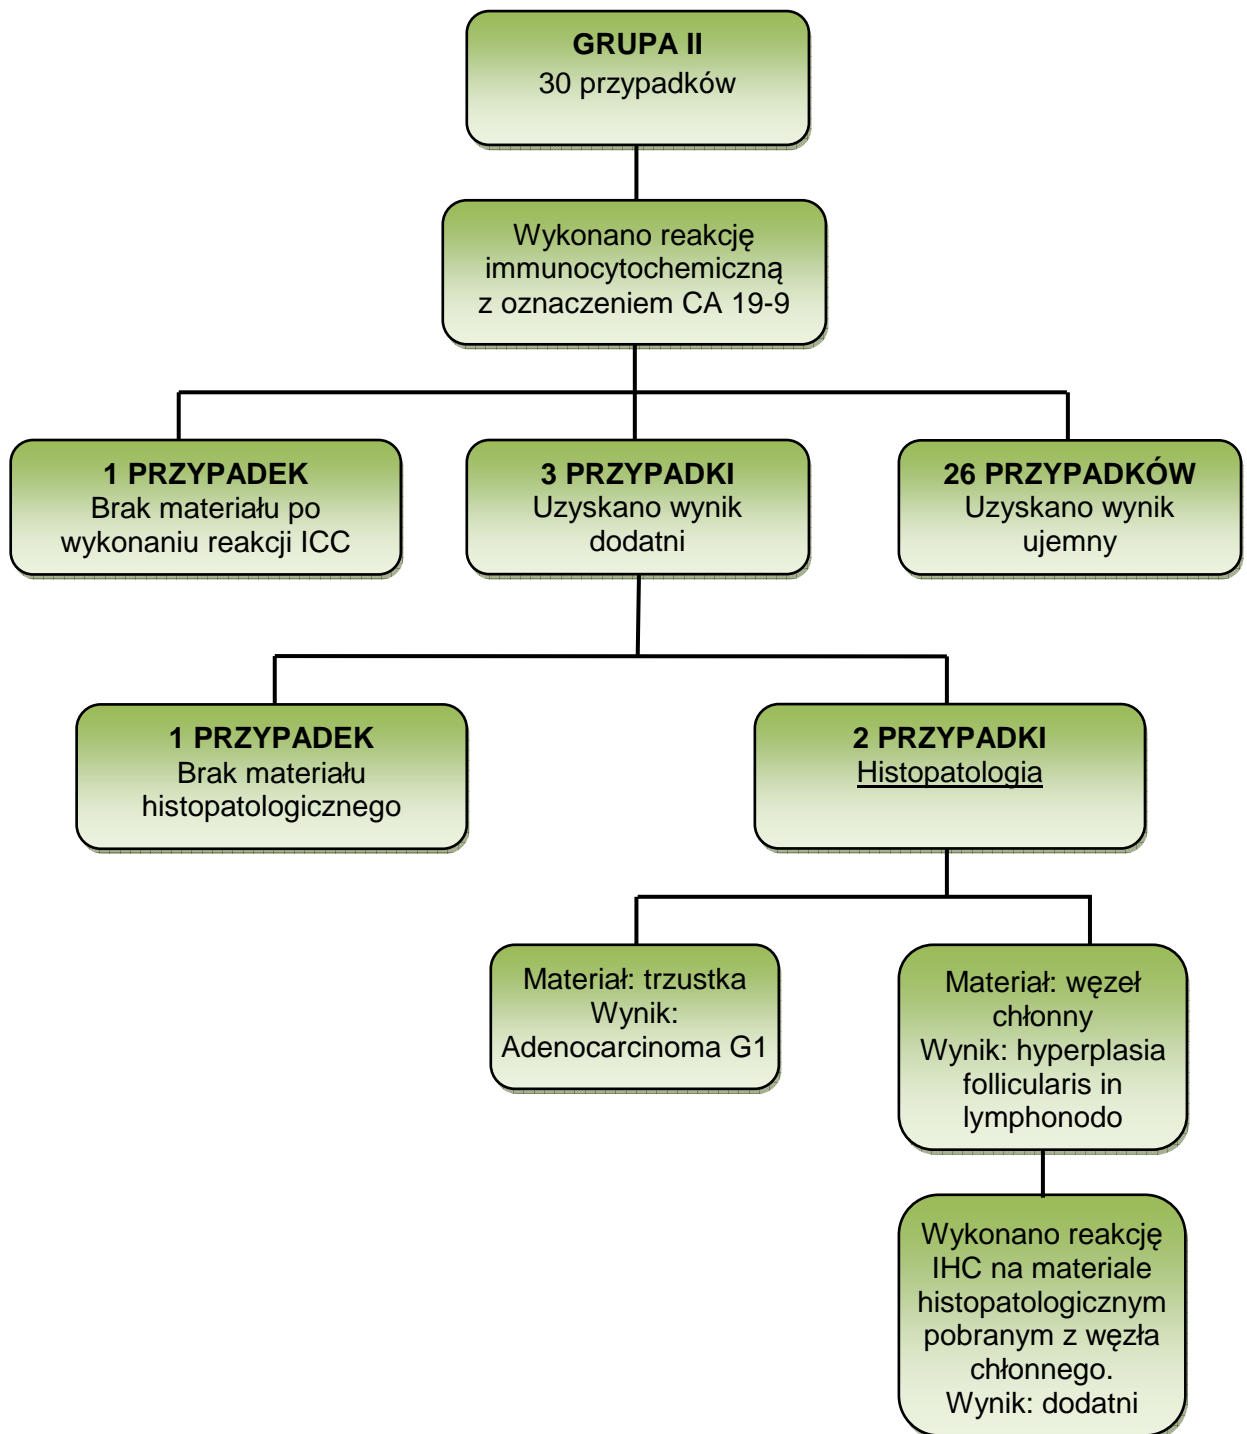 GRUPA II
30 przypadków
Wykonano reakcję
immunocytochemiczną
z oznaczeniem CA 19-9
1 PRZYPADEK
Brak materiału po
wykonaniu reakcji ICC
3 PRZYPADKI
Uzyskano wynik
dodatni
26 PRZYPADKÓW
Uzyskano wynik
ujemny
1 PRZYPADEK
Brak materiału
histopatologicznego
2 PRZYPADKI
Histopatologia
Materiał: trzustka
Wynik:
Adenocarcinoma G1
Materiał: węzeł
chłonny
Wynik: hyperplasia
follicularis in
lymphonodo
Wykonano reakcję
IHC na materiale
histopatologicznym
pobranym z węzła
chłonnego.
Wynik: dodatni